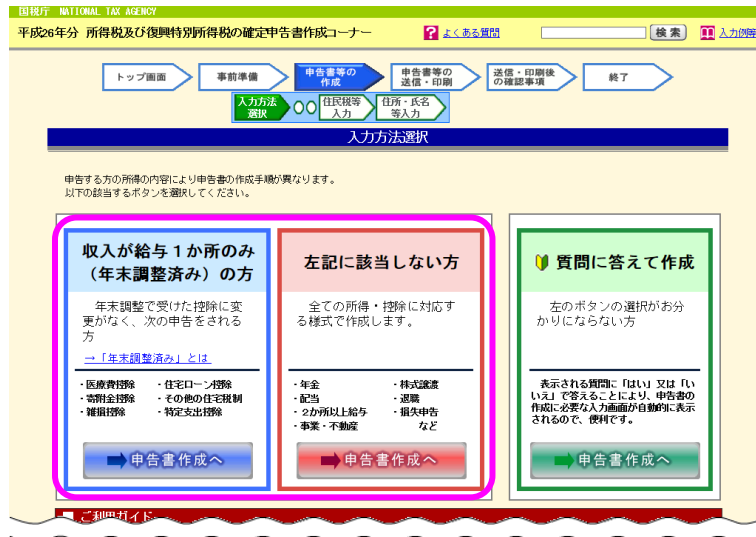 国税庁 NATIONAL TAX AGENCY
平成26年分 所得税及び復興特別所得税の確定申告書作成コーナー
? よくある質問
検索
入力例等
トップ画面
事前準備
申告書等の
作成
申告書等の
送信・印刷
送信・印刷後
の確認事項
終了
入力方法
選択
住民税等
入力
住所・氏名
等入力
入力方法選択
申告する方の所得の内容により申告書の作成手順が異なります。
以下の該当するボタンを選択してください。
収入が給与1か所のみ
(年末調整済み)の方
年末調整で受けた控除に変
更がなく、次の申告をされる
方
→「年末調整済み」とは
・医療費控除 ・住宅ローン控除
・寄附金控除 ・その他の住宅税制
・雑損控除 ・特定支出控除
申告書作成へ
左記に該当しない方
全ての所得・控除に対応す
る様式で作成します。
・年金 ・株式譲渡
・配当 ・退職
・2か所以上給与 ・損失申告
・事業・不動産 など
申告書作成へ
質問に答えて作成
左のボタンの選択がお分
かりにならない方
表示される質問に「はい」又は「い
いえ」で答えることにより、申告書の
作成に必要な入力画面が自動的に表示
されるので、便利です。
申告書作成へ
ご利用ガイド